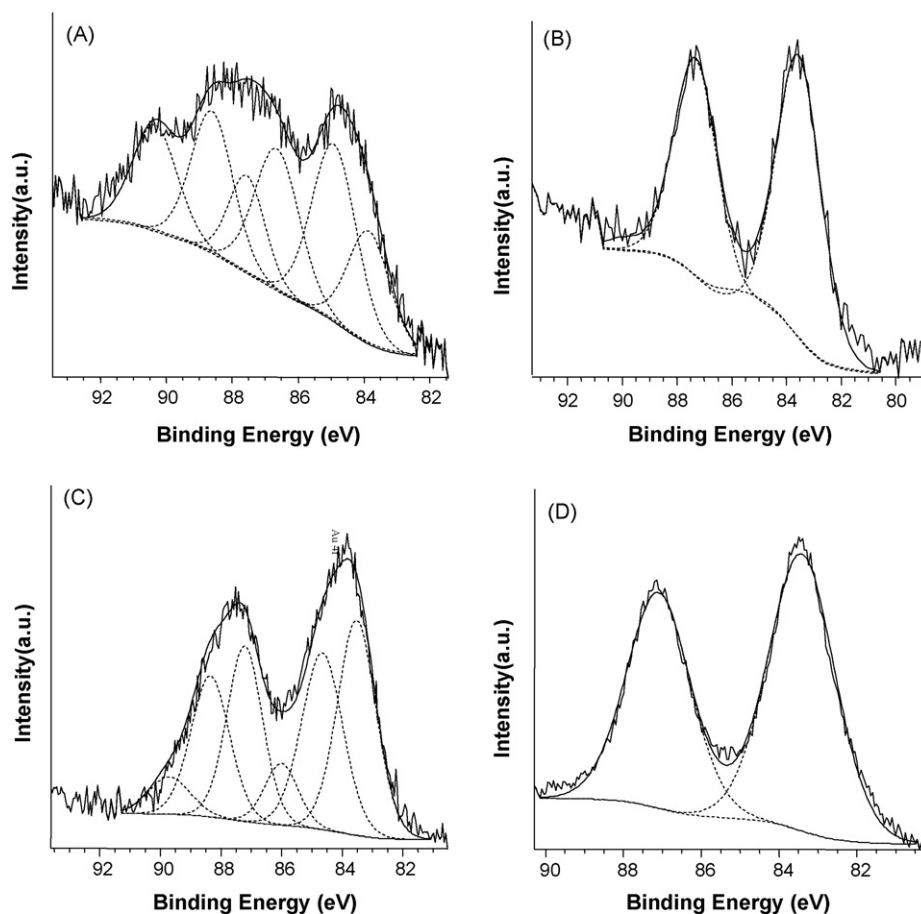 (A)
Intensity(a.u.)
92 90 88 86 84 82
Binding Energy (eV)
(B)
Intensity(a.u.)
92 90 88 86 84 82 80
Binding Energy (eV)
(C)
Au 4f
Intensity(a.u.)
92 90 88 86 84 82
Binding Energy (eV)
(D)
Intensity(a.u.)
90 88 86 84 82
Binding Energy (eV)